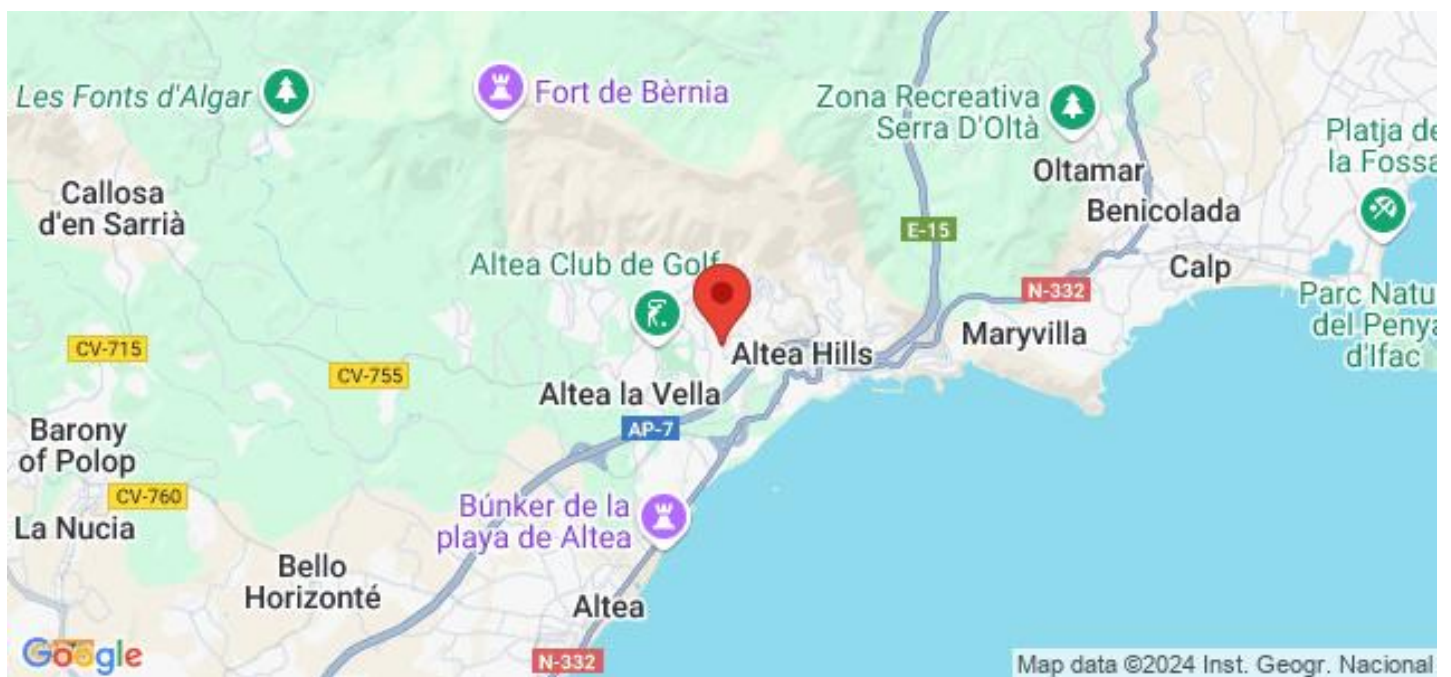 Les Fonts d'Algar
Fort de Bèrnia
Zona Recreativa
Serra D'Oltà
Platja de
la Fossa
Oltamar
Callosa
d'en Sarrià
Benicolada
E-15
Altea Club de Golf
Calp
N-332
Parc Natu
del Penya
d'Ifac
Maryvilla
CV-715
Altea Hills
CV-755
Altea la Vella
AP-7
Barony
of Polop
CV-760
Búnker de la
playa de Altea
La Nucia
Bello
Horizonté
Altea
Google
N-332
Map data ©2024 Inst. Geogr. Nacional